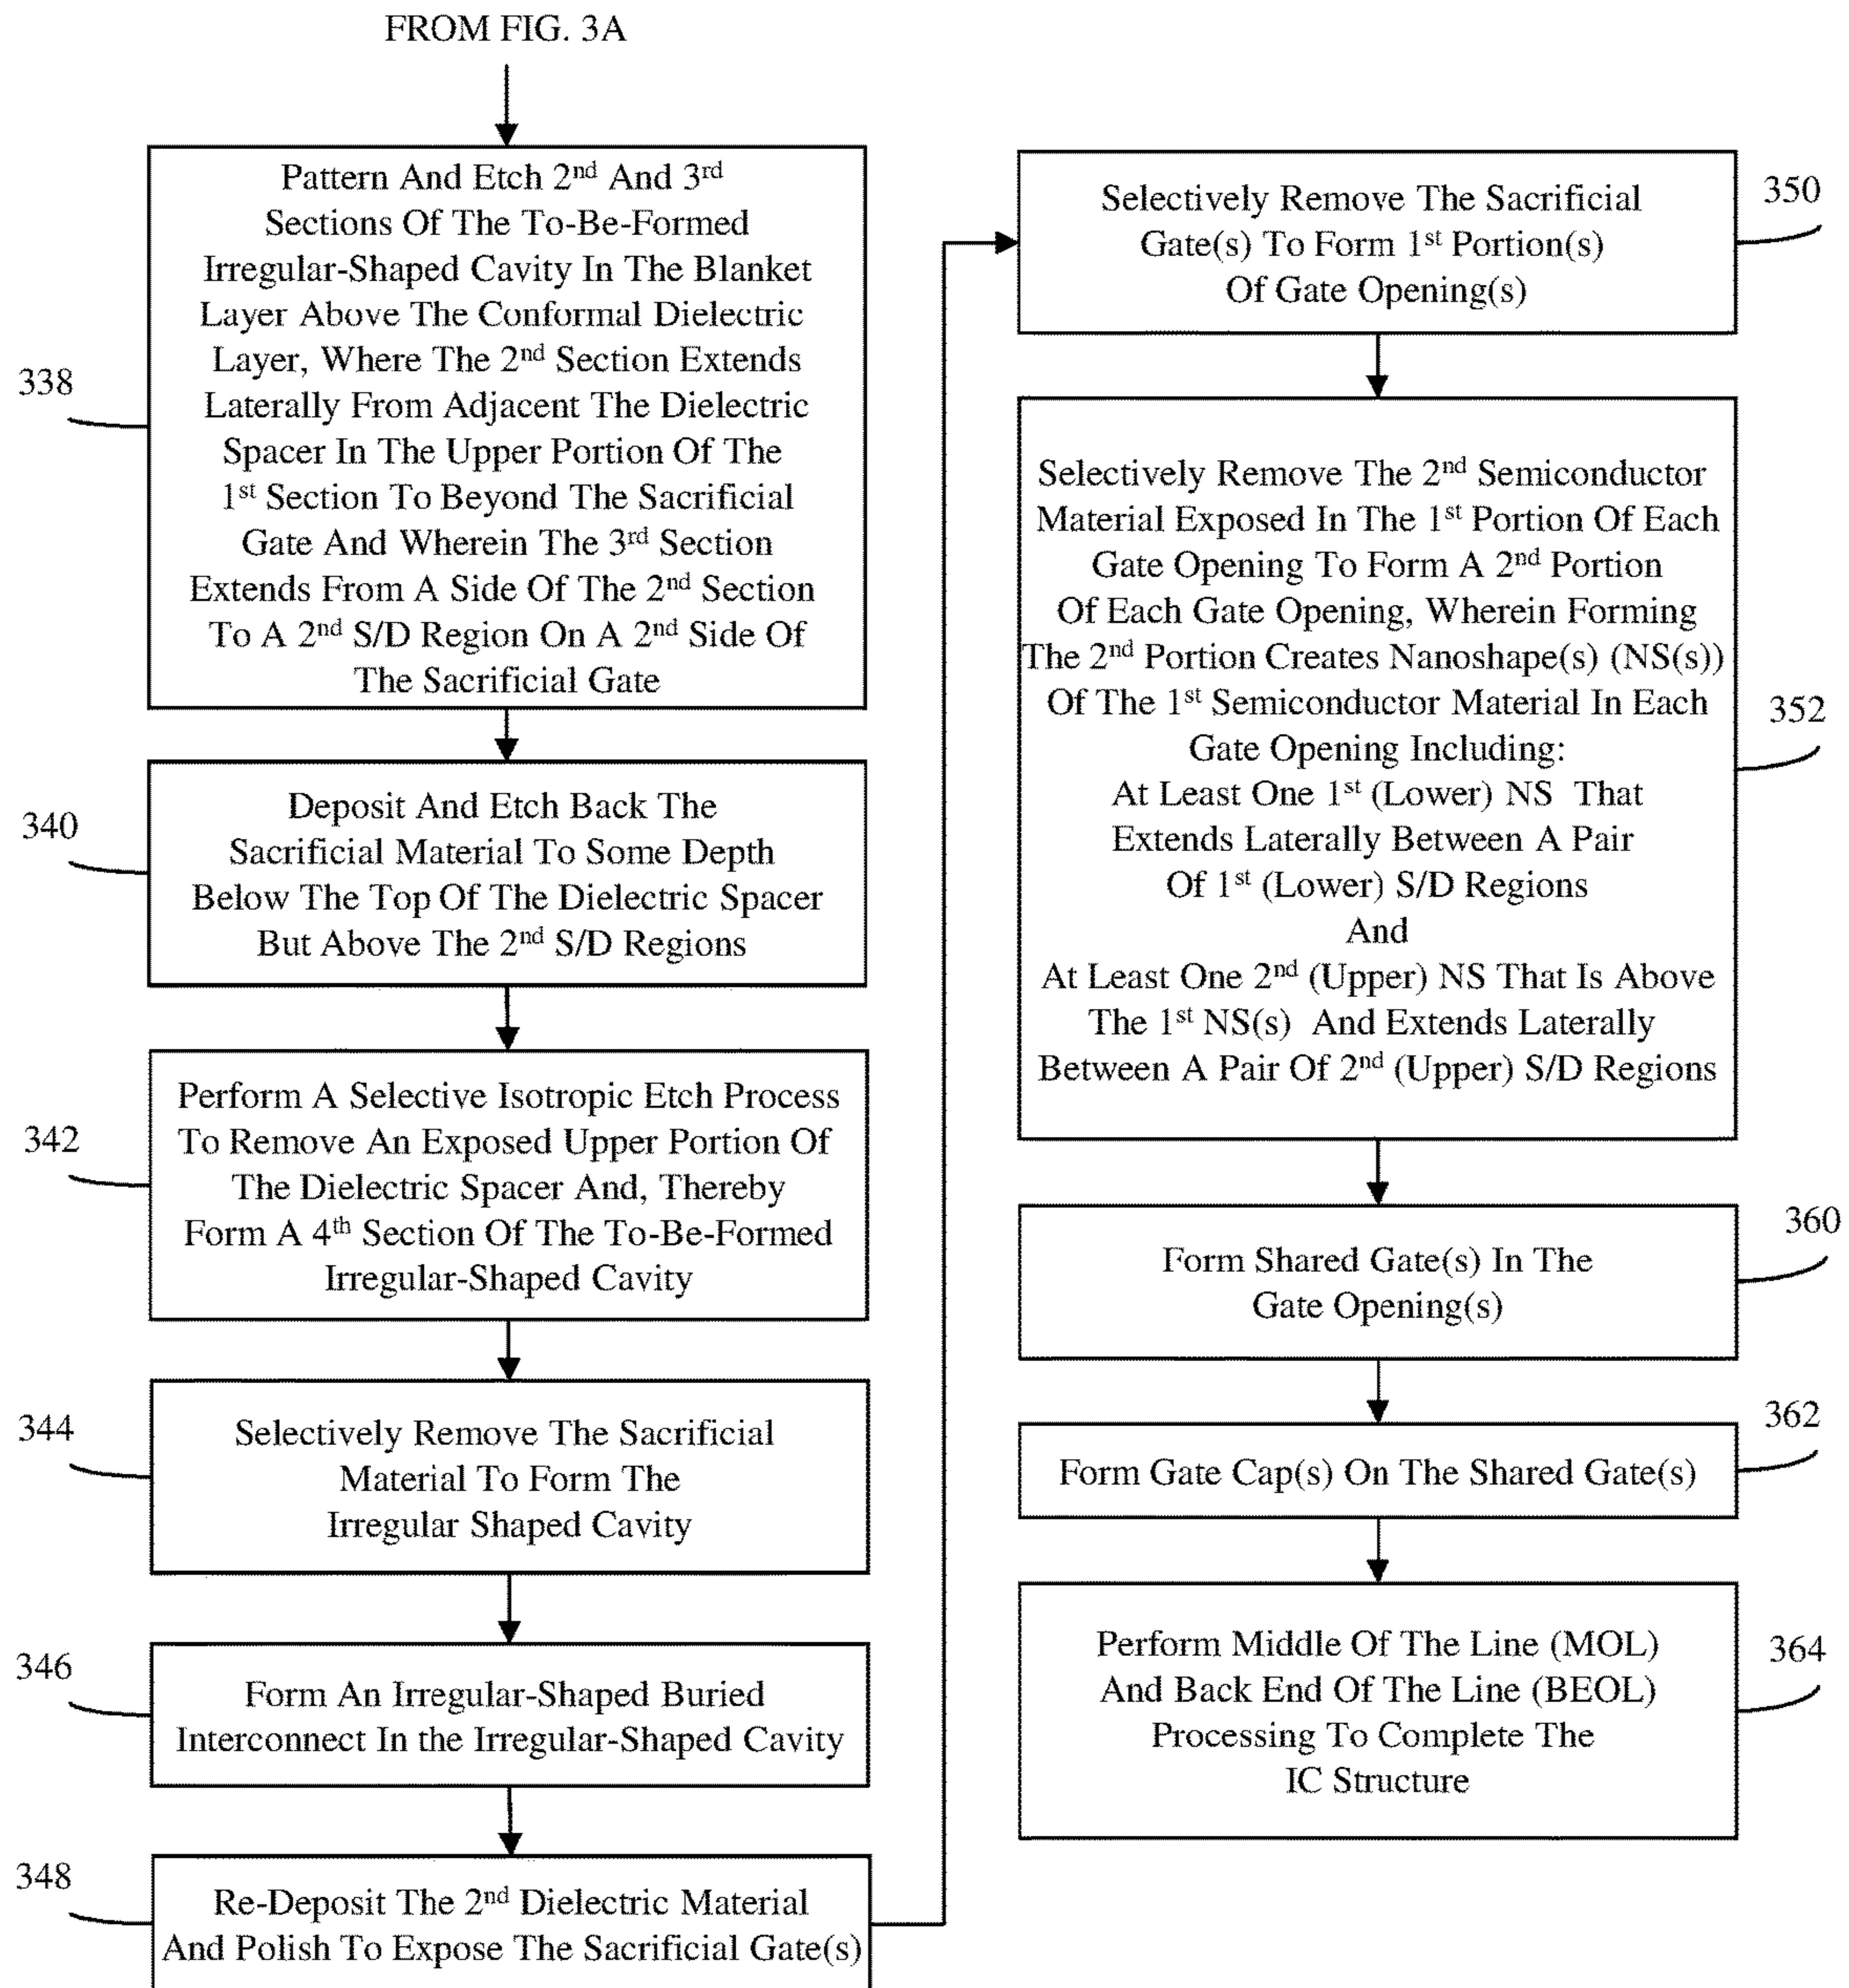 FROM FIG. 3A
338
Pattern And Etch 2nd And 3rd
Sections Of The To-Be-Formed
Irregular-Shaped Cavity In The Blanket
Layer Above The Conformal Dielectric
Layer, Where The 2nd Section Extends
Laterally From Adjacent The Dielectric
Spacer In The Upper Portion Of The
1st Section To Beyond The Sacrificial
Gate And Wherein The 3rd Section
Extends From A Side Of The 2nd Section
To A 2nd S/D Region On A 2nd Side Of
The Sacrificial Gate
340
Deposit And Etch Back The
Sacrificial Material To Some Depth
Below The Top Of The Dielectric Spacer
But Above The 2nd S/D Regions
342
Perform A Selective Isotropic Etch Process
To Remove An Exposed Upper Portion Of
The Dielectric Spacer And, Thereby
Form A 4th Section Of The To-Be-Formed
Irregular-Shaped Cavity
344
Selectively Remove The Sacrificial
Material To Form The
Irregular Shaped Cavity
346
Form An Irregular-Shaped Buried
Interconnect In the Irregular-Shaped Cavity
348
Re-Deposit The 2nd Dielectric Material
And Polish To Expose The Sacrificial Gate(s)
350
Selectively Remove The Sacrificial
Gate(s) To Form 1st Portion(s)
Of Gate Opening(s)
352
Selectively Remove The 2nd Semiconductor
Material Exposed In The 1st Portion Of Each
Gate Opening To Form A 2nd Portion
Of Each Gate Opening, Wherein Forming
The 2nd Portion Creates Nanoshape(s) (NS(s))
Of The 1st Semiconductor Material In Each
Gate Opening Including:
At Least One 1st (Lower) NS That
Extends Laterally Between A Pair
Of 1st (Lower) S/D Regions
And
At Least One 2nd (Upper) NS That Is Above
The 1st NS(s) And Extends Laterally
Between A Pair Of 2nd (Upper) S/D Regions
360
Form Shared Gate(s) In The
Gate Opening(s)
362
Form Gate Cap(s) On The Shared Gate(s)
364
Perform Middle Of The Line (MOL)
And Back End Of The Line (BEOL)
Processing To Complete The
IC Structure